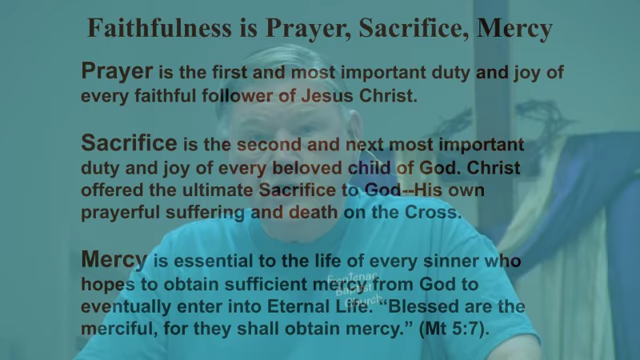 Faithfulness is Prayer, Sacrifice, Mercy
Prayer is the first and most important duty and joy of
every faithful follower of Jesus Christ.
Sacrifice is the second and next most important
duty and joy of every beloved child of God. Christ
offered the ultimate Sacrifice to God--His own
prayerful suffering and death on the Cross.
Mercy is essential to the life of every sinner who
hopes to obtain sufficient mercy from God to
eventually enter into Eternal Life. “Blessed are the
merciful, for they shall obtain mercy.” (Mt 5:7).
Frontenac
Baptist
Church